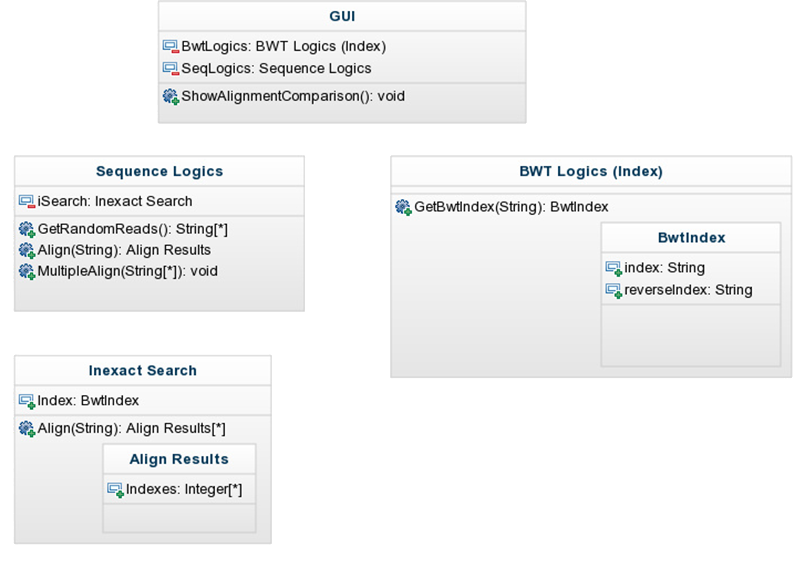 GUI
BwtLogics: BWT Logics (Index)
SeqLogics: Sequence Logics
ShowAlignmentComparison(): void
Sequence Logics
iSearch: Inexact Search
GetRandomReads(): String[*]
Align(String): Align Results
MultipleAlign(String[*]): void
BWT Logics (Index)
GetBwtIndex(String): BwtIndex
BwtIndex
index: String
reverseIndex: String
Inexact Search
Index: BwtIndex
Align(String): Align Results[*]
Align Results
Indexes: Integer[*]